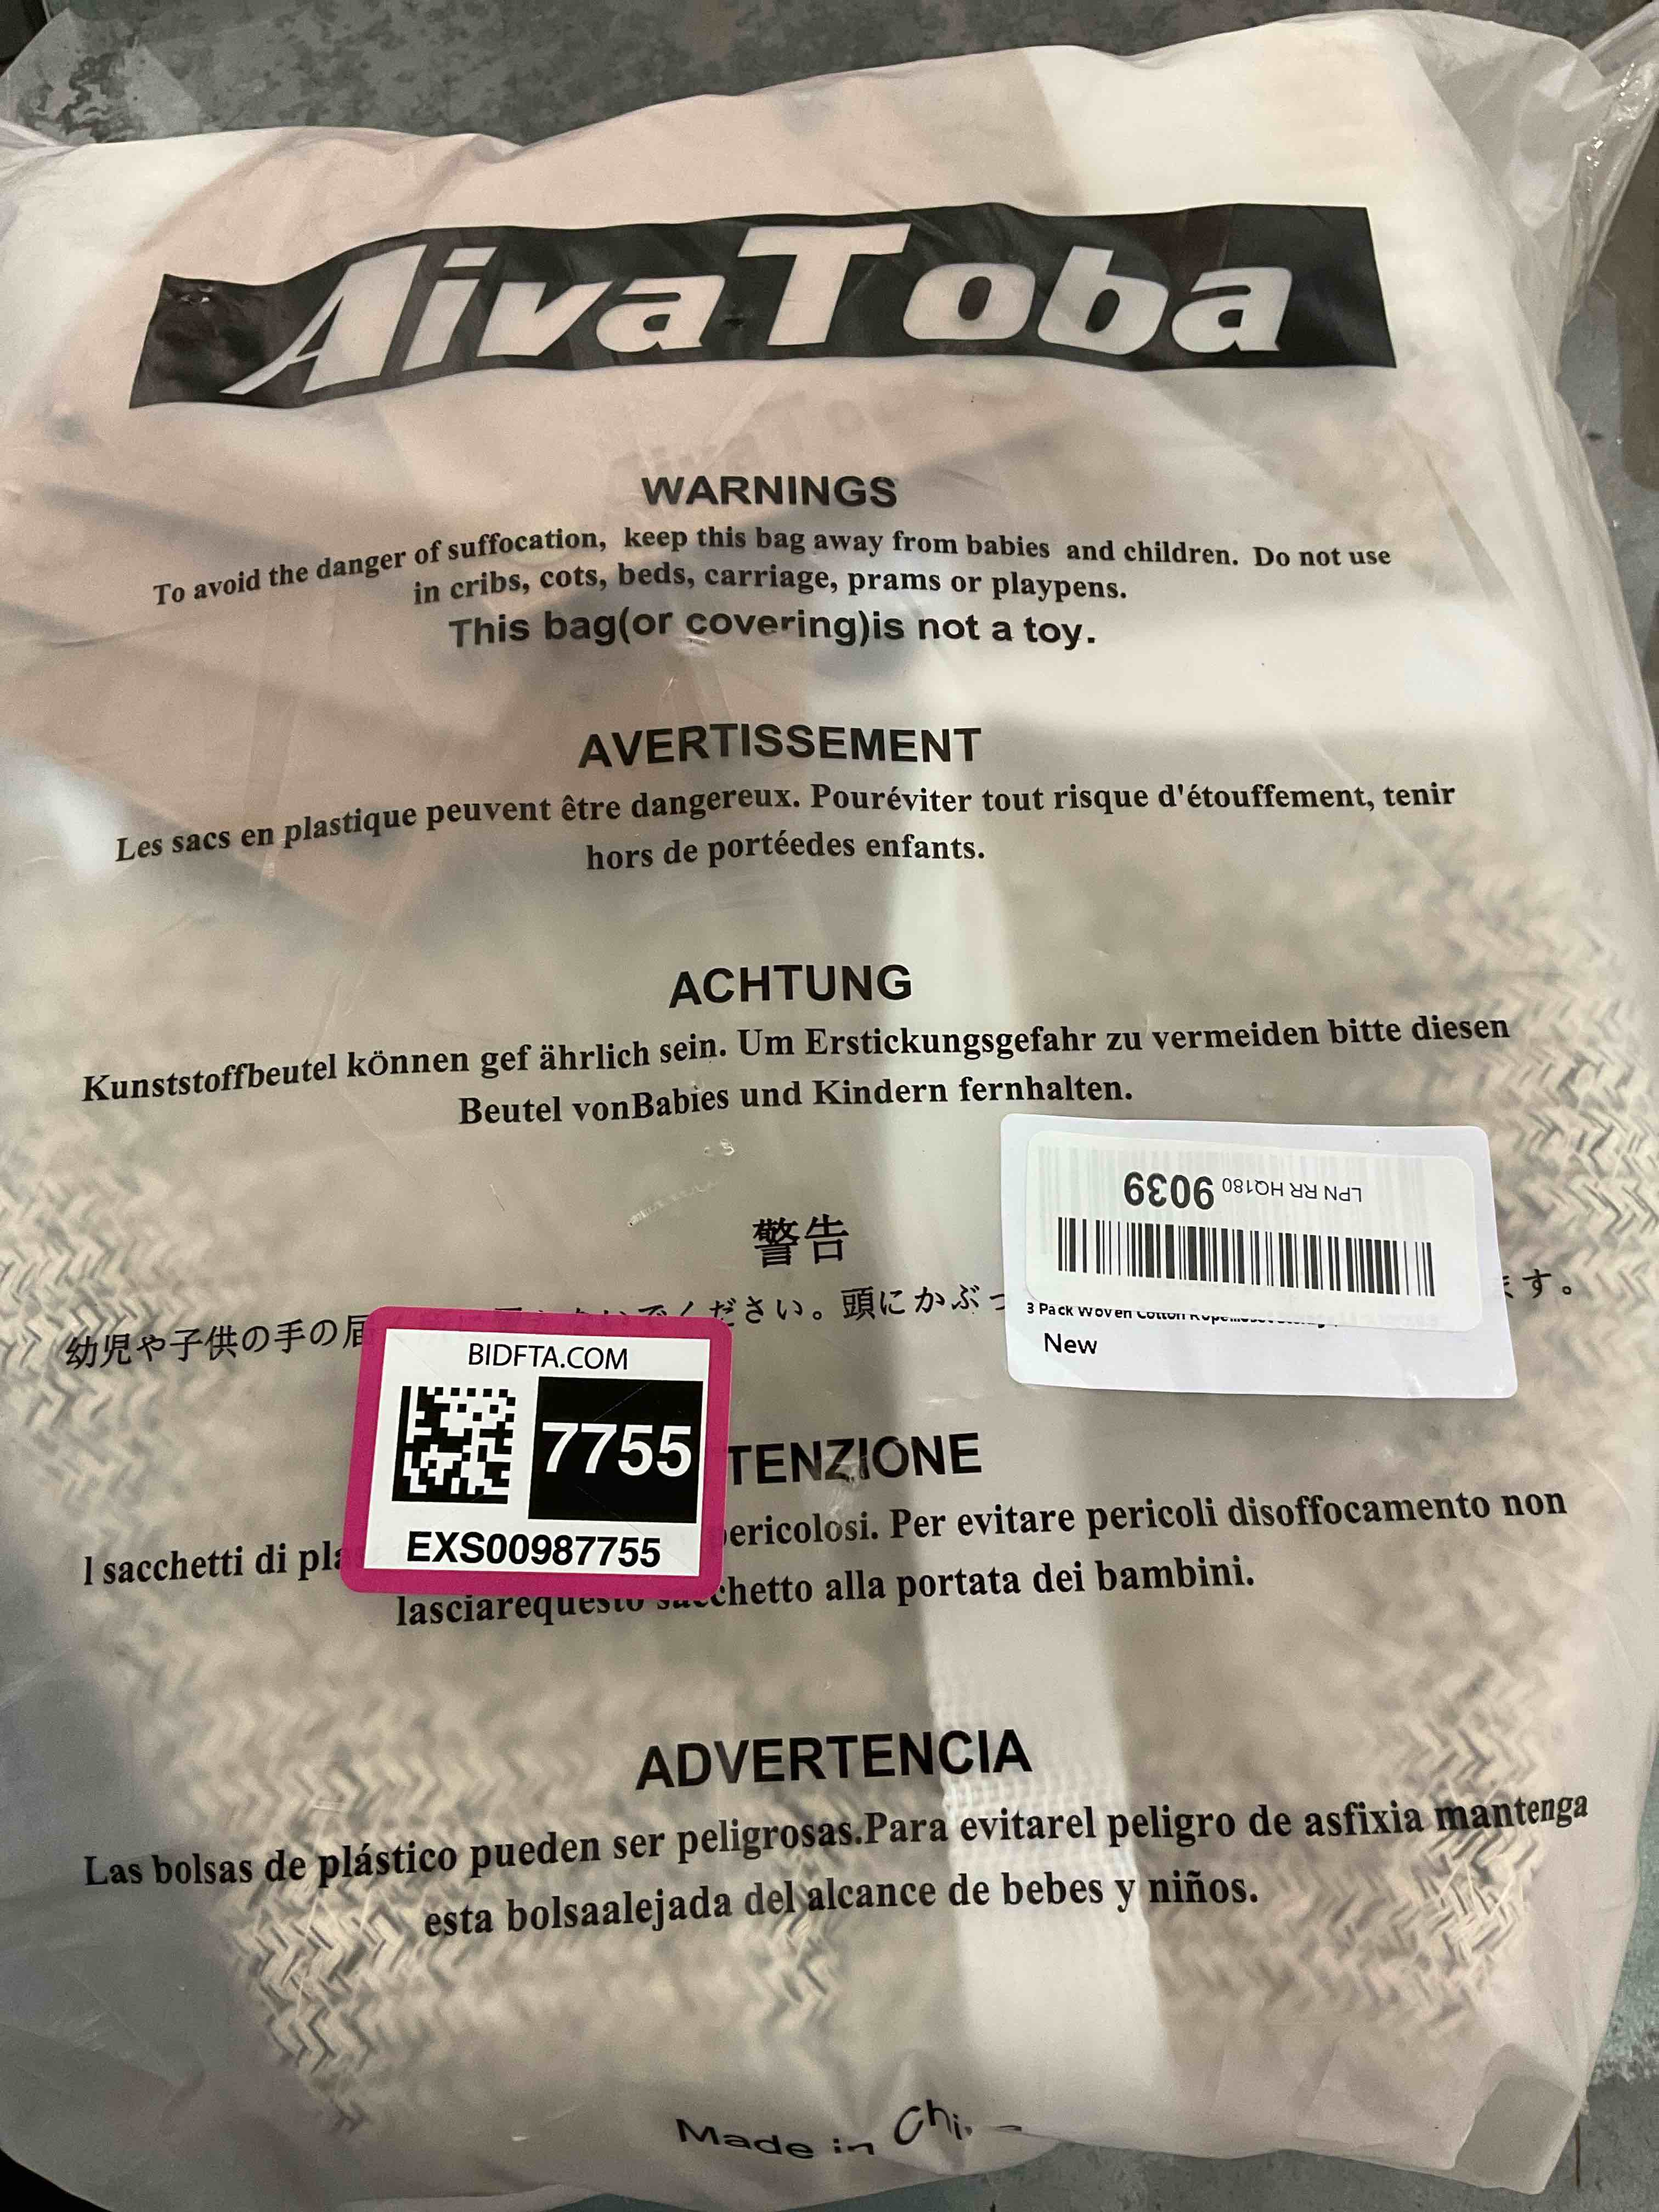 AivaToba
WARNINGS
To avoid the danger of suffocation, keep this bag away from babies and children. Do not use
in cribs, cots, beds, carriage, prams or playpens.
This bag(or covering)is not a toy.
AVERTISSEMENT
Les sacs en plastique peuvent être dangereux. Pouréviter tout risque d'étouffement, tenir
hors de portéedes enfants.
ACHTUNG
Kunststoffbeutel können gef ährlich sein. Um Erstickungsgefahr zu vermeiden bitte diesen
Beutel vonBabies und Kindern fernhalten.
LPN RR HQ180 9039
3 Pack Woven Cotton
New
警告
幼児や子供の手の届 ください。頭にかぶっ ます。
BIDFTA.COM
7755
EXS00987755
TENZIONE
I sacchetti di pericolosi. Per evitare pericoli disoffocamento non
lasciarequesto sacchetto alla portata dei bambini.
ADVERTENCIA
Las bolsas de plástico pueden ser peligrosas.Para evitarel peligro de asfixia mantenga
esta bolsaalejada del alcance de bebes y niños.
Made in